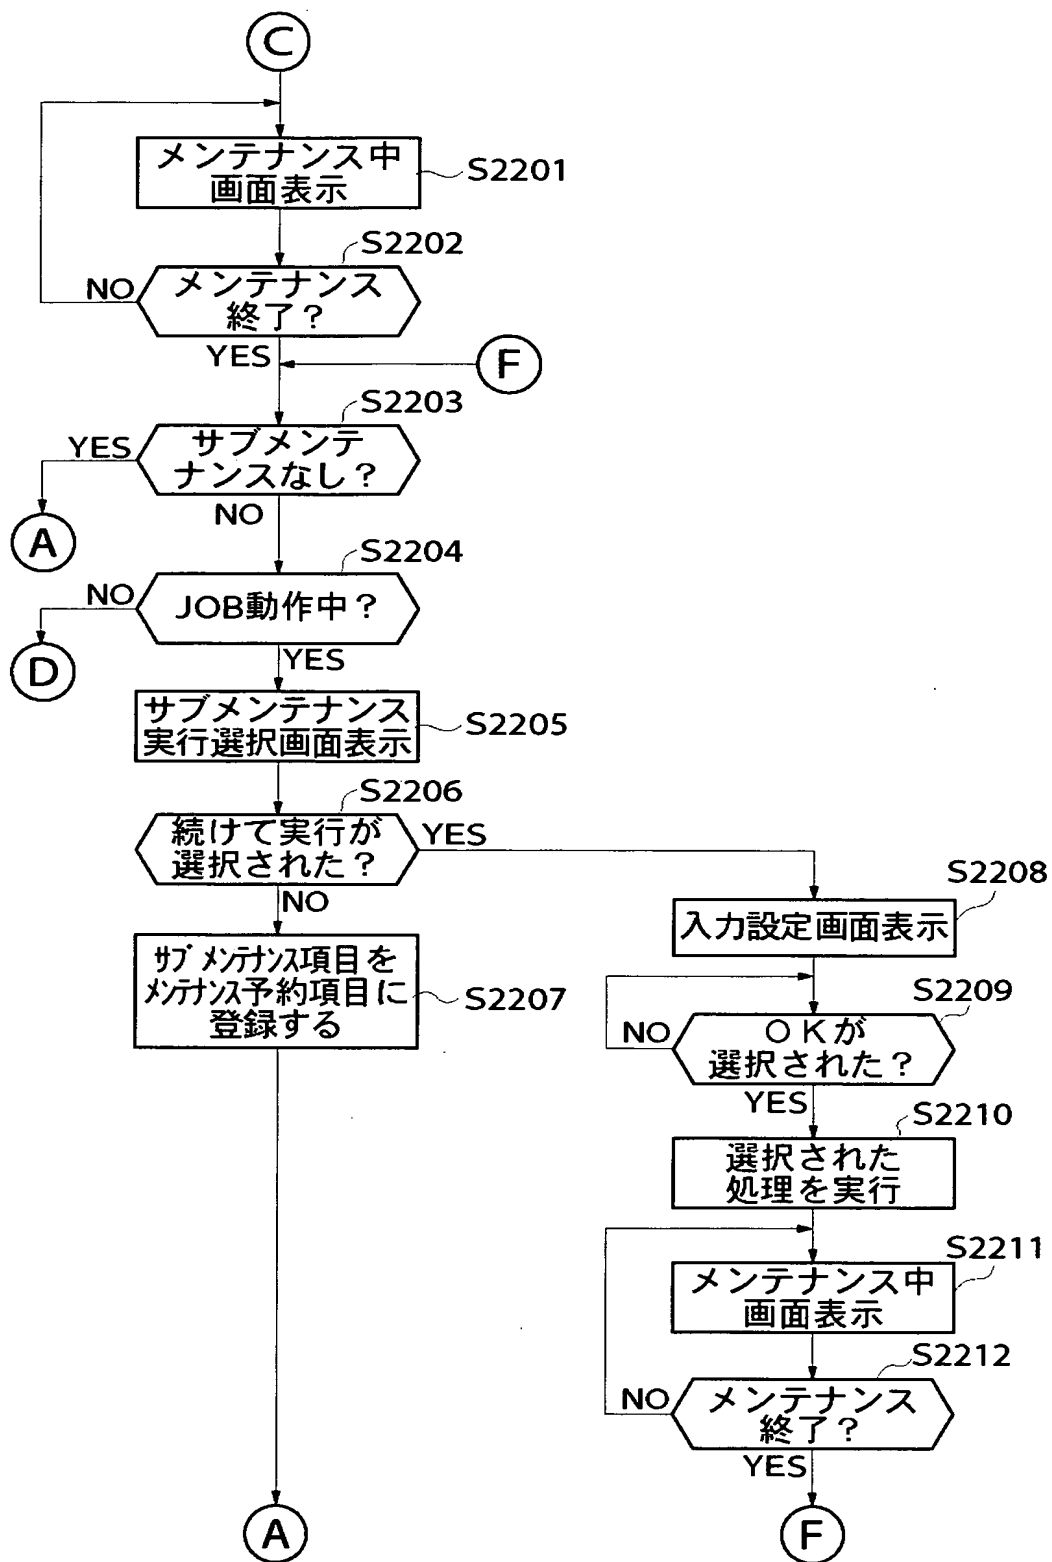 C
メンテナンス中
画面表示
S2201
S2202
メンテナンス
終了?
NO
YES
F
S2203
サブメンテ
ナンスなし?
YES
A
NO
S2204
JOB動作中?
NO
D
YES
サブメンテナンス
実行選択画面表示
S2205
S2206
続けて実行が
選択された?
YES
NO
サブメンテナンス項目を
メンテナンス予約項目に
登録する
S2207
A
S2208
入力設定画面表示
S2209
OKが
選択された?
NO
YES
S2210
選択された
処理を実行
S2211
メンテナンス中
画面表示
S2212
メンテナンス
終了?
NO
YES
F